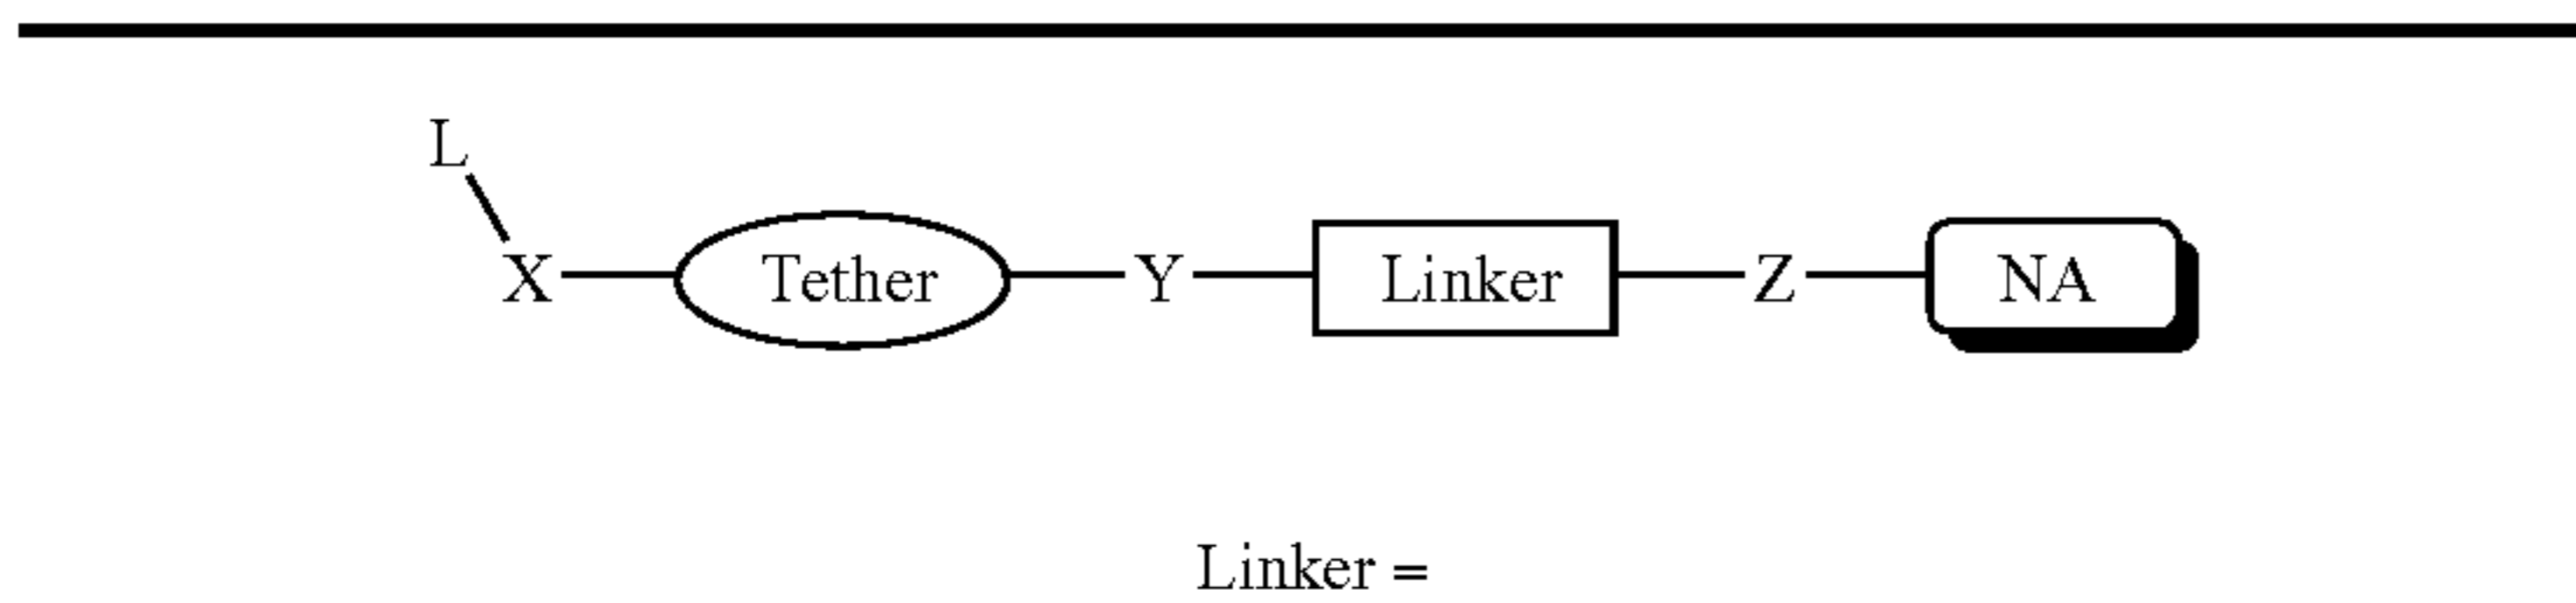 L
X Tether Y Linker Z NA
Linker =